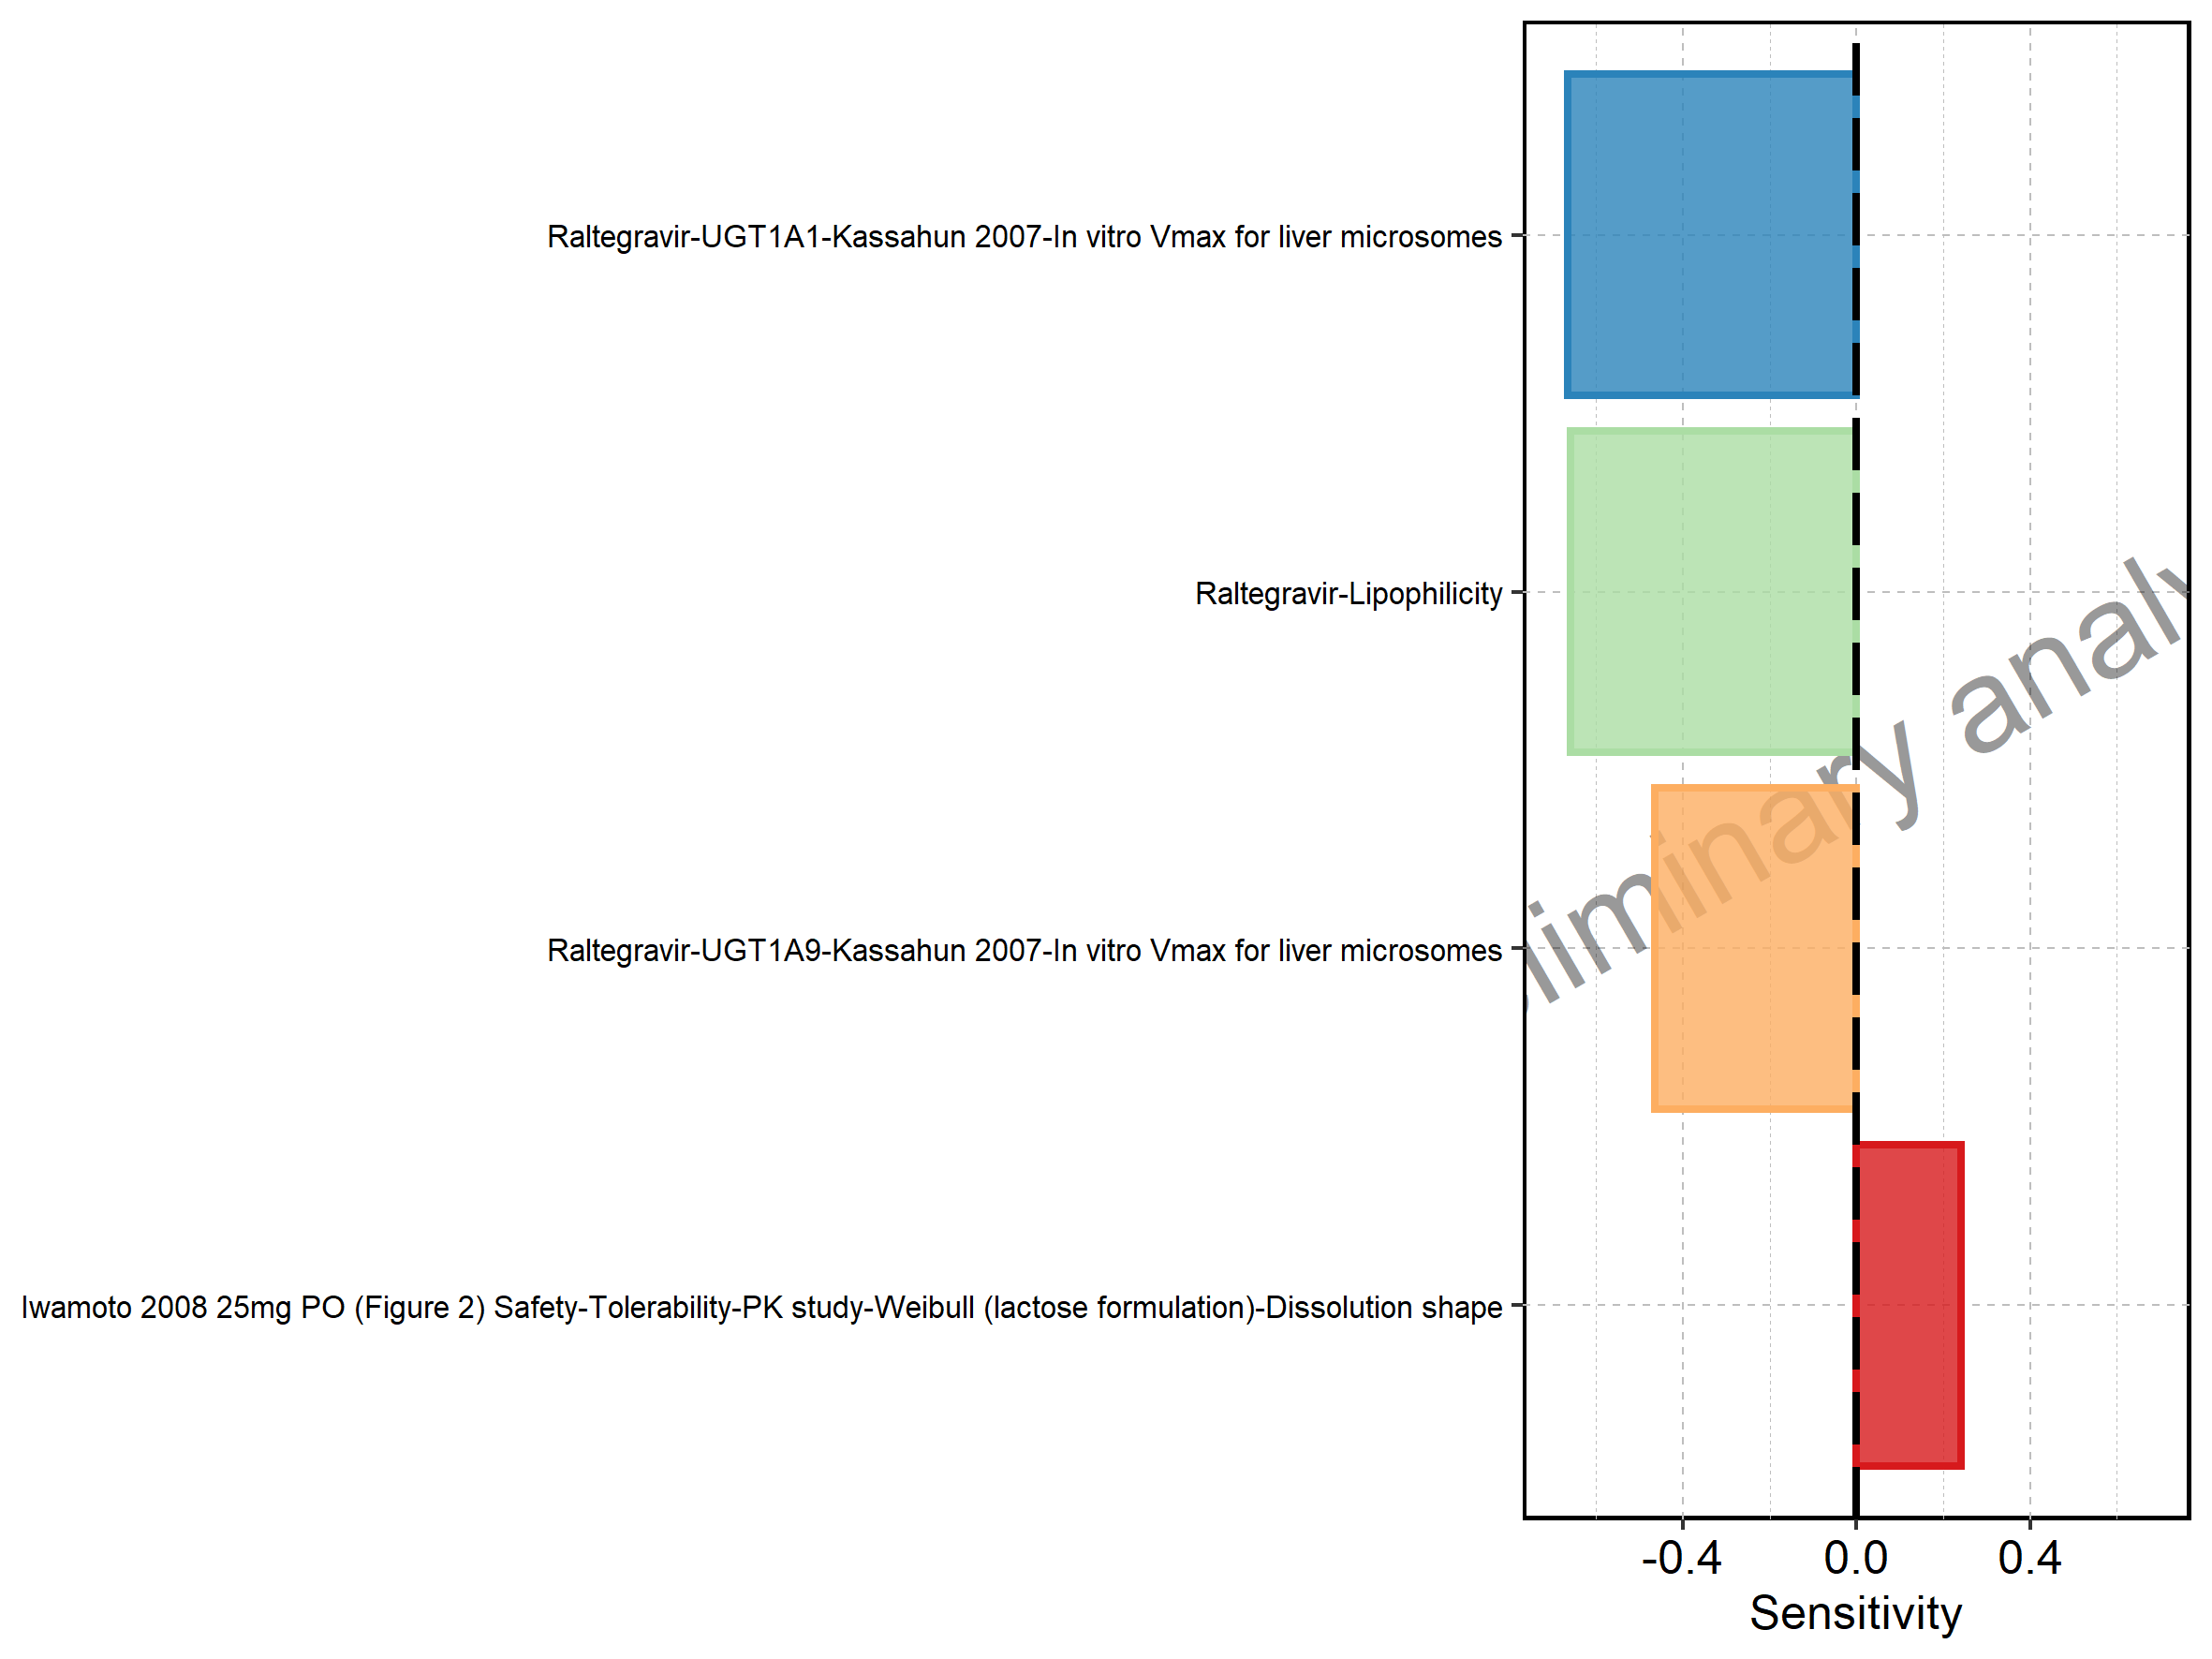 Raltegravir-UGT1A1-Kassahun 2007-In vitro Vmax for liver microsomes
Raltegravir-Lipophilicity
Raltegravir-UGT1A9-Kassahun 2007-In vitro Vmax for liver microsomes
Iwamoto 2008 25mg PO (Figure 2) Safety-Tolerability-PK study-Weibull (lactose formulation)-Dissolution shape
-0.4 0.0 0.4
Sensitivity